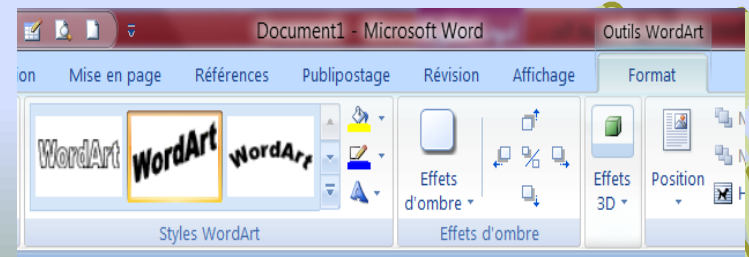 Document1 - Microsoft Word
Outils WordArt
Mise en page Références Publipostage Révision Affichage Format
WordArt WordArt WordArt
Effets d'ombre
Effets 3D
Position
Styles WordArt
Effets d'ombre